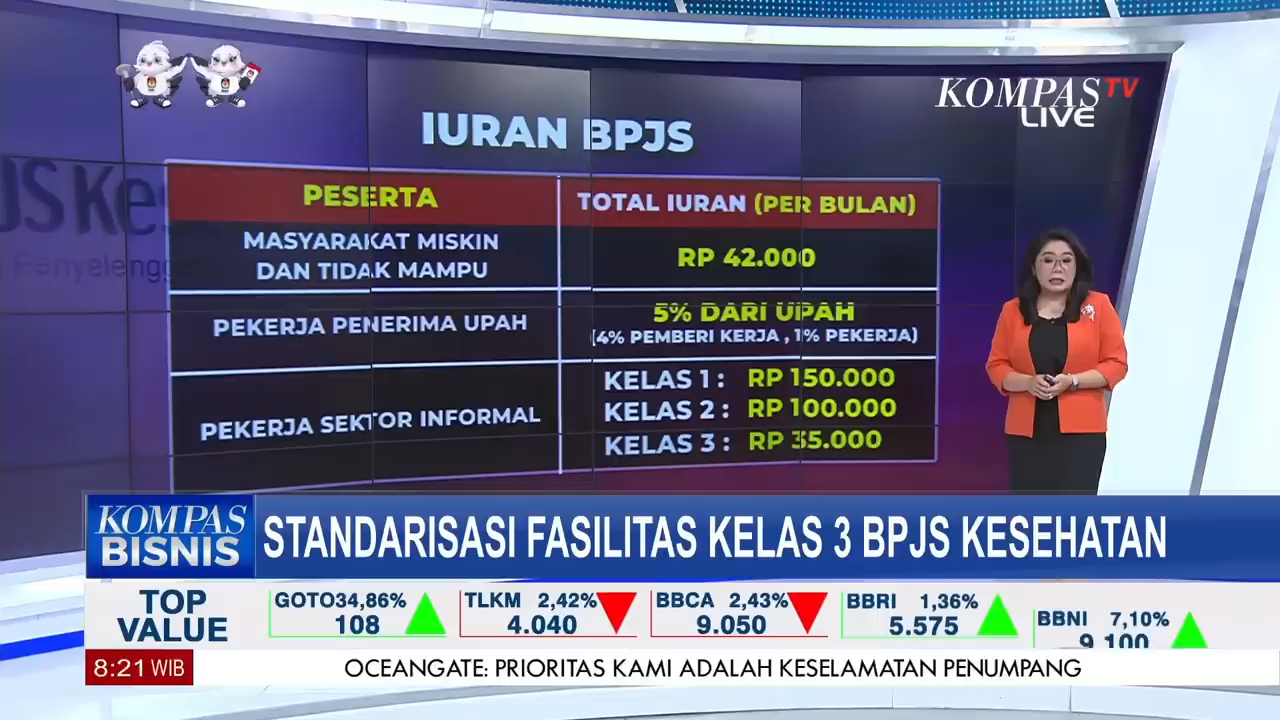 KOMPAS TV
LIVE
IURAN BPJS
PESERTA
TOTAL IURAN (PER BULAN)
MASYARAKAT MISKIN
DAN TIDAK MAMPU
RP 42.000
PEKERJA PENERIMA UPAH
5% DARI UPAH
(4% PEMBERI KERJA , 1% PEKERJA)
PEKERJA SEKTOR INFORMAL
KELAS 1 : RP 150.000
KELAS 2 : RP 100.000
KELAS 3 : RP 35.000
KOMPAS
BISNIS
STANDARISASI FASILITAS KELAS 3 BPJS KESEHATAN
TOP
VALUE
GOTO34,86%
108
TLKM 2,42%
4.040
BBCA 2,43%
9.050
BBRI 1,36%
5.575
BBNI 7,10%
9.100
8:21 WIB
OCEANGATE: PRIORITAS KAMI ADALAH KESELAMATAN PENUMPANG